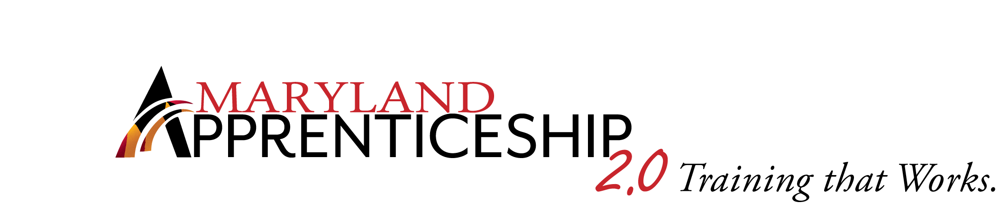 MARYLAND
APPRENTICESHIP
2.0 Training that Works.